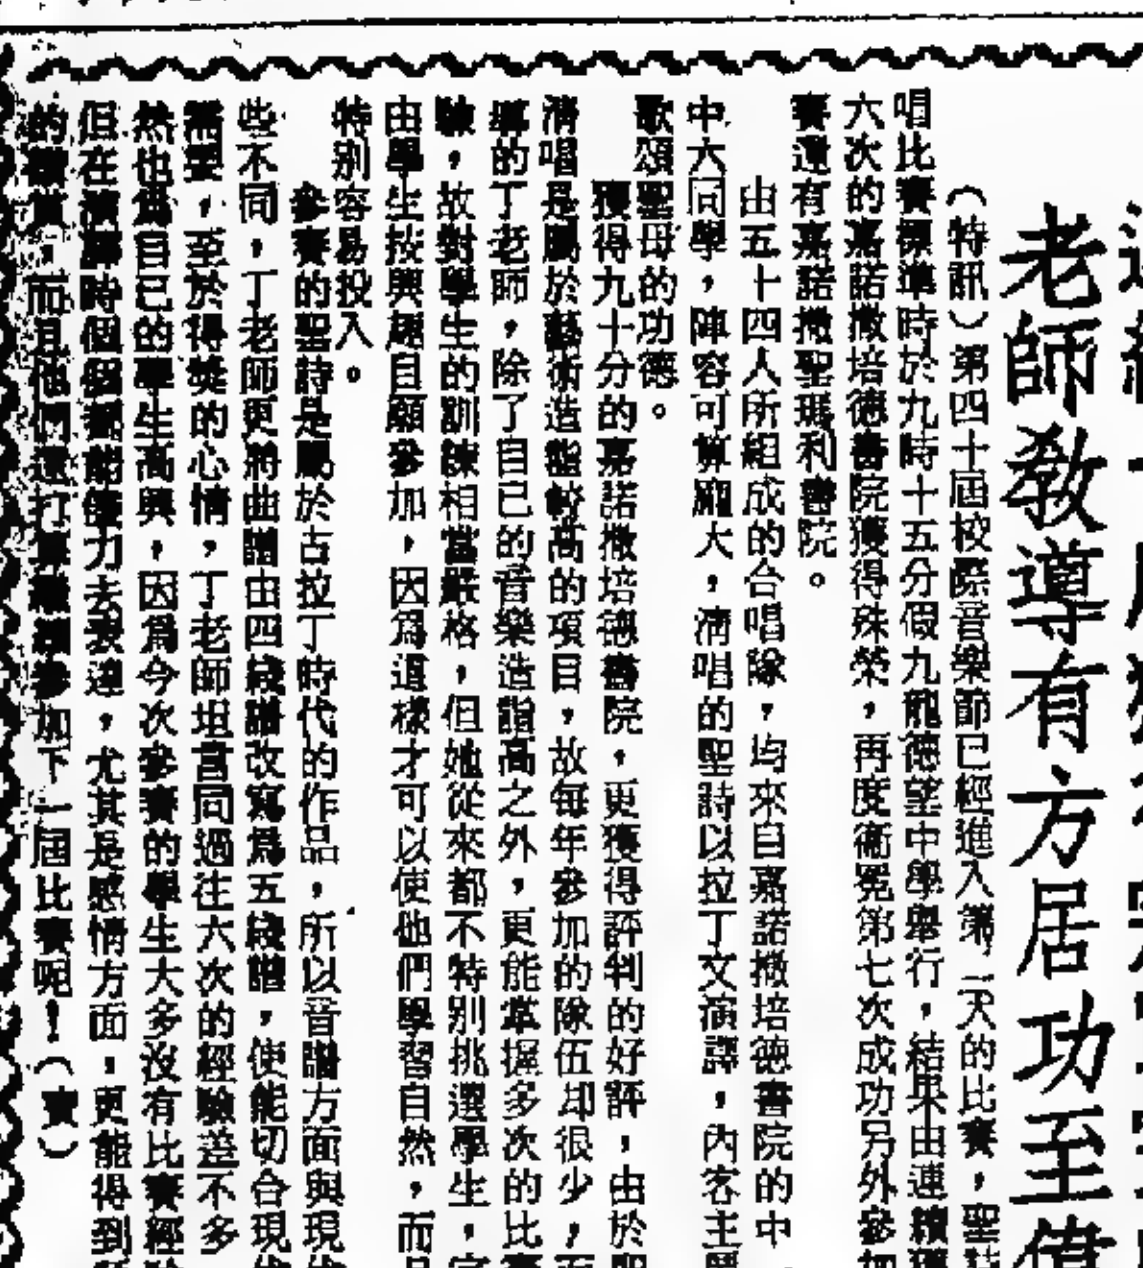 老師教導有方居功至偉
（特訊）第四十屆校際音樂節已經進入第二天的比賽，聖詩
唱比賽標準時於九時十五分假九龍德望中學舉行，結果由連續
六次的嘉諾撒培德書院獲得殊榮，再度衞冕第七次成功另外參加
賽還有嘉諾撒聖瑪利書院。
由五十四人所組成的合唱隊，均來自嘉諾撒培德書院的中
中六同學，陣容可算龐大，清唱的聖詩以拉丁文演譯，內容主
歌頌聖母的功德。
獲得九十分的嘉諾撒培德書院，更獲得評判的好評，由於聖
清唱是屬於藝術造詣較高的項目，故每年參加的隊伍却很少，而
導的丁老師，除了自己的音樂造詣高之外，更能掌握多次的比賽
驗，故對學生的訓練相當嚴格，但她從來都不特別挑選學生，
由學生按興趣自願參加，因爲這樣才可以使他們學習自然，而
特別容易投入。
參賽的聖詩是屬於古拉丁時代的作品，所以音譜方面與現
些不同，丁老師更將曲譜由四綫譜改寫爲五綫譜，使能切合現
需要，至於得獎的心情，丁老師坦言同過往六次的經驗差不多
然也爲自己的學生高興，因爲今次參賽的學生大多沒有比賽經
但在演譯時個個都能儘力去表達，尤其是感情方面，更能得到
的讚賞，而且他們還打算繼續參加下一屆比賽呢！（寶）